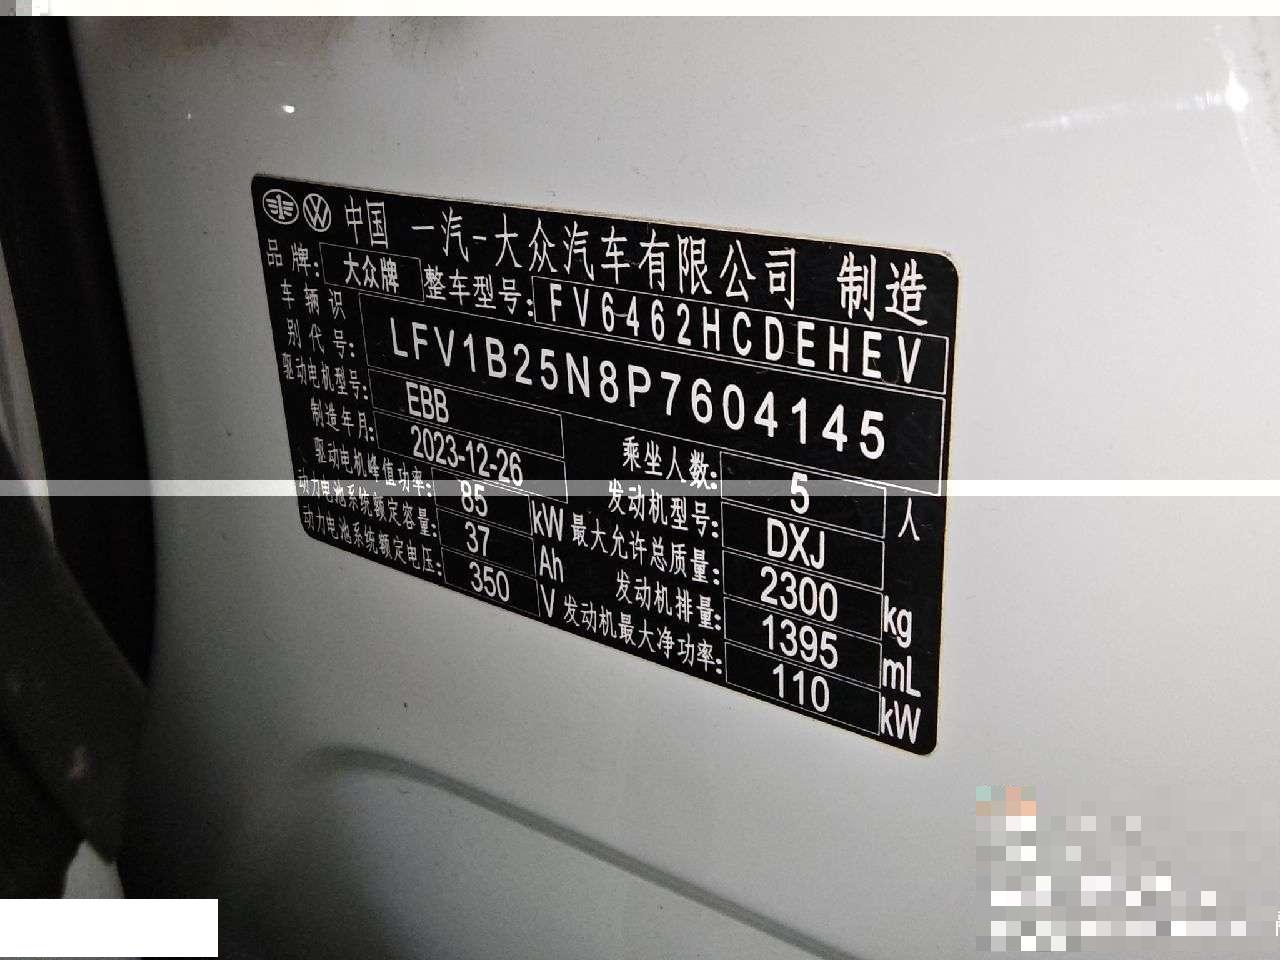 中国 一汽-大众汽车有限公司 制造
品牌: 大众牌 整车型号: FV6462HCDEHEV
车辆识别代号: LFV1B25N8P7604145
驱动电机型号: EBB 乘坐人数: 5 人
制造年月: 2023-12-26 发动机型号: DXJ
驱动电机峰值功率: 85 kW 最大允许总质量: 2300 kg
动力电池系统额定容量: 37 Ah 发动机排量: 1395 mL
动力电池系统额定电压: 350 V 发动机最大净功率: 110 kW